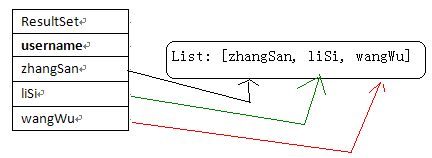 ResultSet
username
zhangSan
liSi
wangWu
List: [zhangSan, liSi, wangWu]